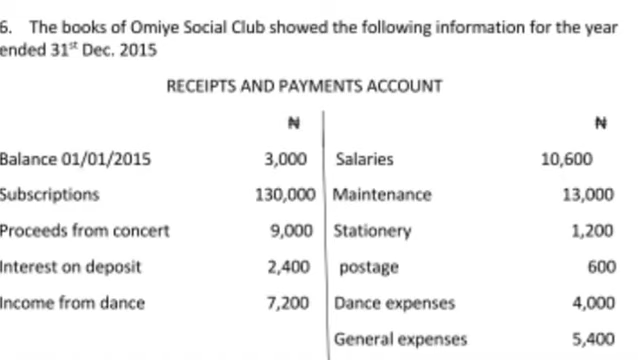 6. The books of Omiye Social Club showed the following information for the year
ended 31st Dec. 2015
RECEIPTS AND PAYMENTS ACCOUNT
₦ ₦
Balance 01/01/2015 3,000 Salaries 10,600
Subscriptions 130,000 Maintenance 13,000
Proceeds from concert 9,000 Stationery 1,200
Interest on deposit 2,400 postage 600
Income from dance 7,200 Dance expenses 4,000
General expenses 5,400